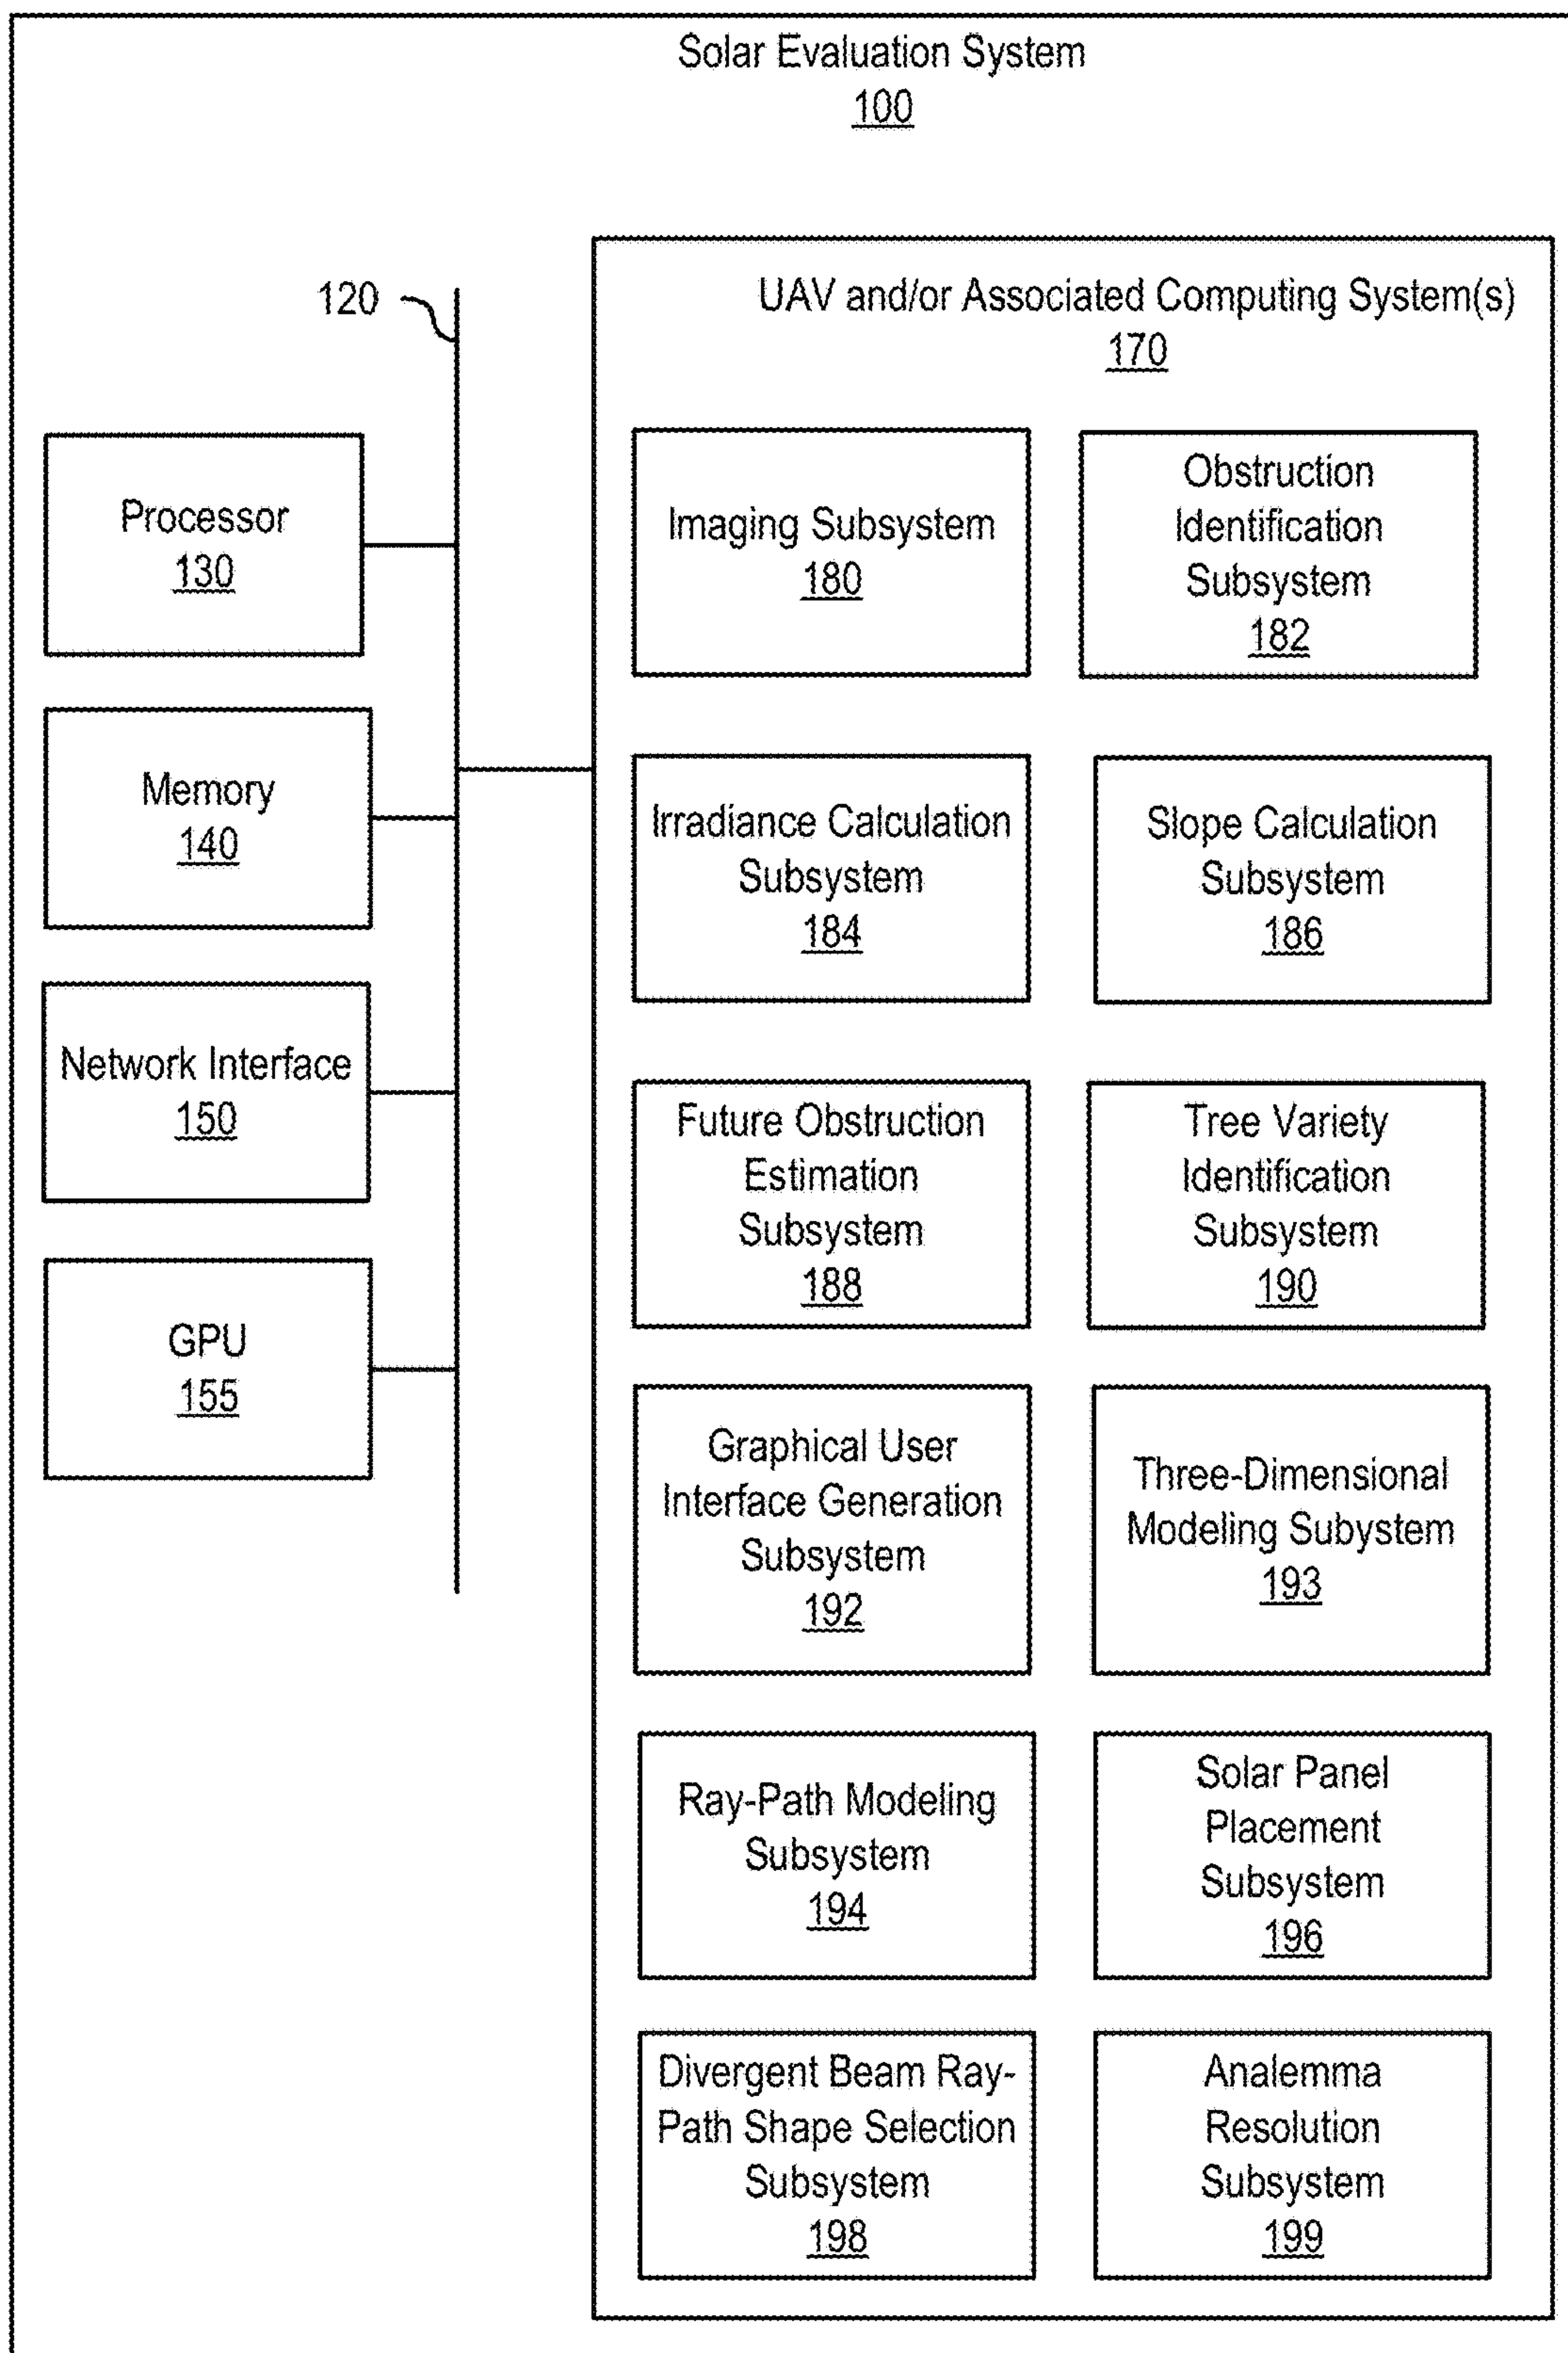 Solar Evaluation System
100
120
UAV and/or Associated Computing System(s)
170
Processor
130
Memory
140
Network Interface
150
GPU
155
Imaging Subsystem
180
Obstruction
Identification
Subsystem
182
Irradiance Calculation
Subsystem
184
Slope Calculation
Subsystem
186
Future Obstruction
Estimation
Subsystem
188
Tree Variety
Identification
Subsystem
190
Graphical User
Interface Generation
Subsystem
192
Three-Dimensional
Modeling Subystem
193
Ray-Path Modeling
Subsystem
194
Solar Panel
Placement
Subsystem
196
Divergent Beam Ray-
Path Shape Selection
Subsystem
198
Analemma
Resolution
Subsystem
199